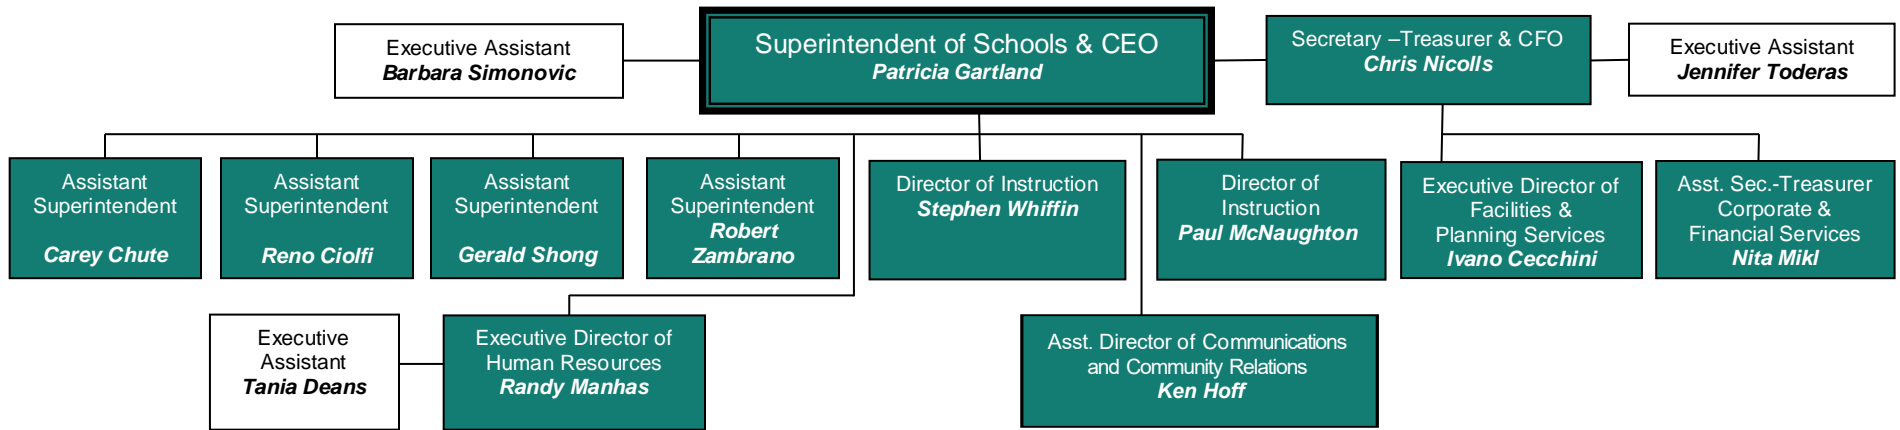 Executive Assistant
Barbara Simonovic
Superintendent of Schools & CEO
Patricia Gartland
Secretary –Treasurer & CFO
Chris Nicolls
Executive Assistant
Jennifer Toderas
Assistant
Superintendent
Carey Chute
Assistant
Superintendent
Reno Ciolfi
Assistant
Superintendent
Gerald Shong
Assistant
Superintendent
Robert
Zambrano
Director of Instruction
Stephen Whiffin
Director of
Instruction
Paul McNaughton
Executive Director of
Facilities &
Planning Services
Ivano Cecchini
Asst. Sec.-Treasurer
Corporate &
Financial Services
Nita Mikl
Executive
Assistant
Tania Deans
Executive Director of
Human Resources
Randy Manhas
Asst. Director of Communications
and Community Relations
Ken Hoff